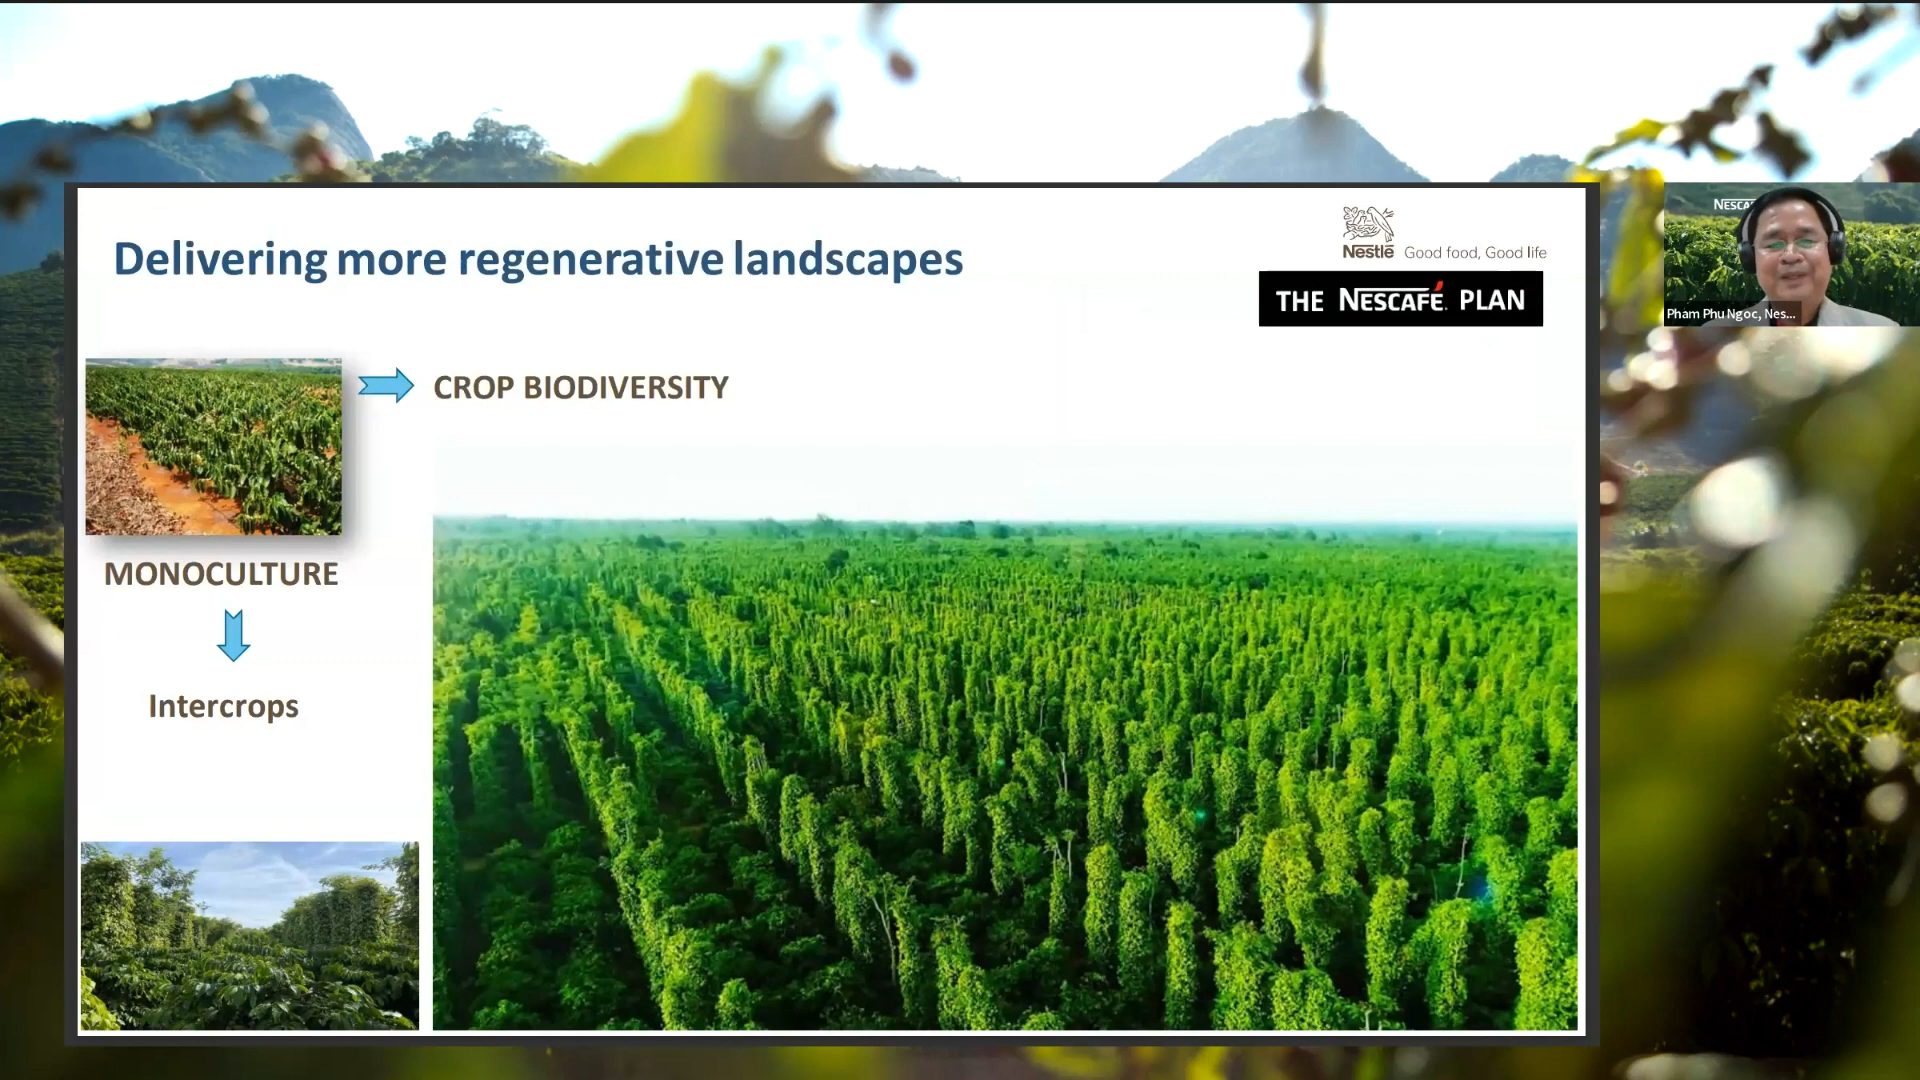 Delivering more regenerative landscapes
Nestlé Good food, Good life
THE NESCAFÉ. PLAN
CROP BIODIVERSITY
MONOCULTURE
Intercrops
NESCA
Pham Phu Ngoc, Nes...